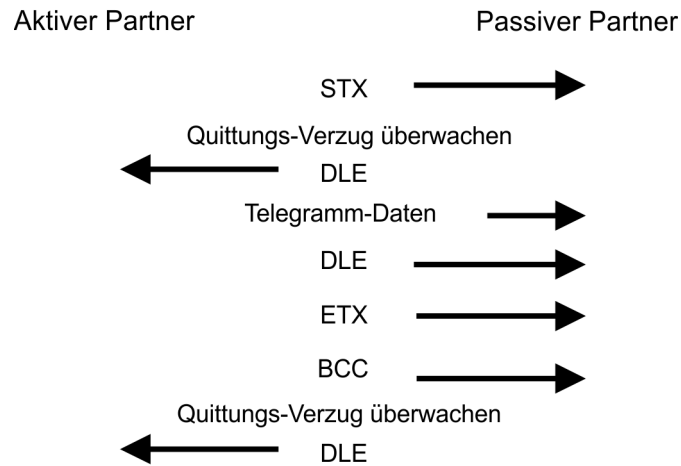 Aktiver Partner
Passiver Partner
STX
Quittungs-Verzug überwachen
DLE
Telegramm-Daten
DLE
ETX
BCC
Quittungs-Verzug überwachen
DLE